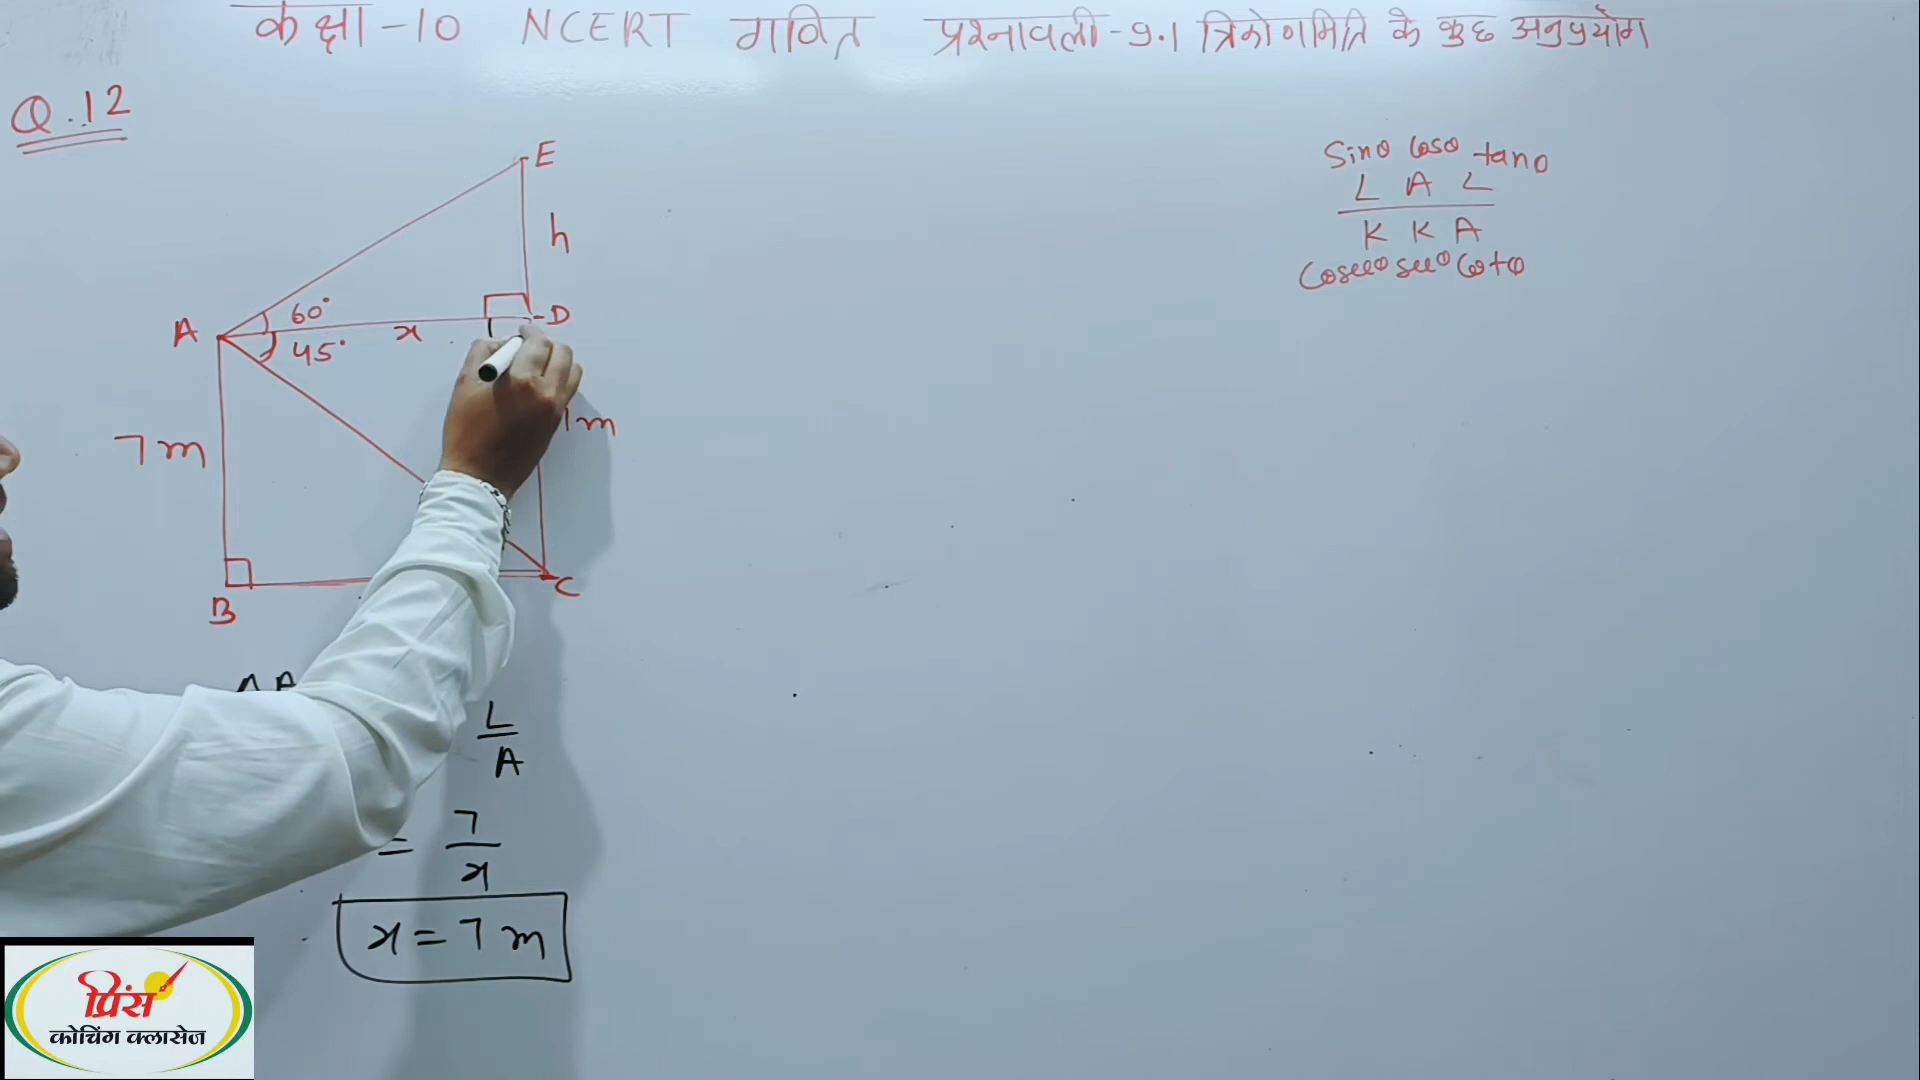 कक्षा -10 NCERT गणित प्रश्नावली-9.1 त्रिकोणमिति के कुछ अनुप्रयोग
Q.12
Sinθ Cosθ tanθ
L A L
K K A
Cosecθ secθ Cotθ
E
h
60°
A
x
D
45°
7m
m
B
C
L
A
= 7
x
x = 7 m
प्रिंस
कोचिंग क्लासेज